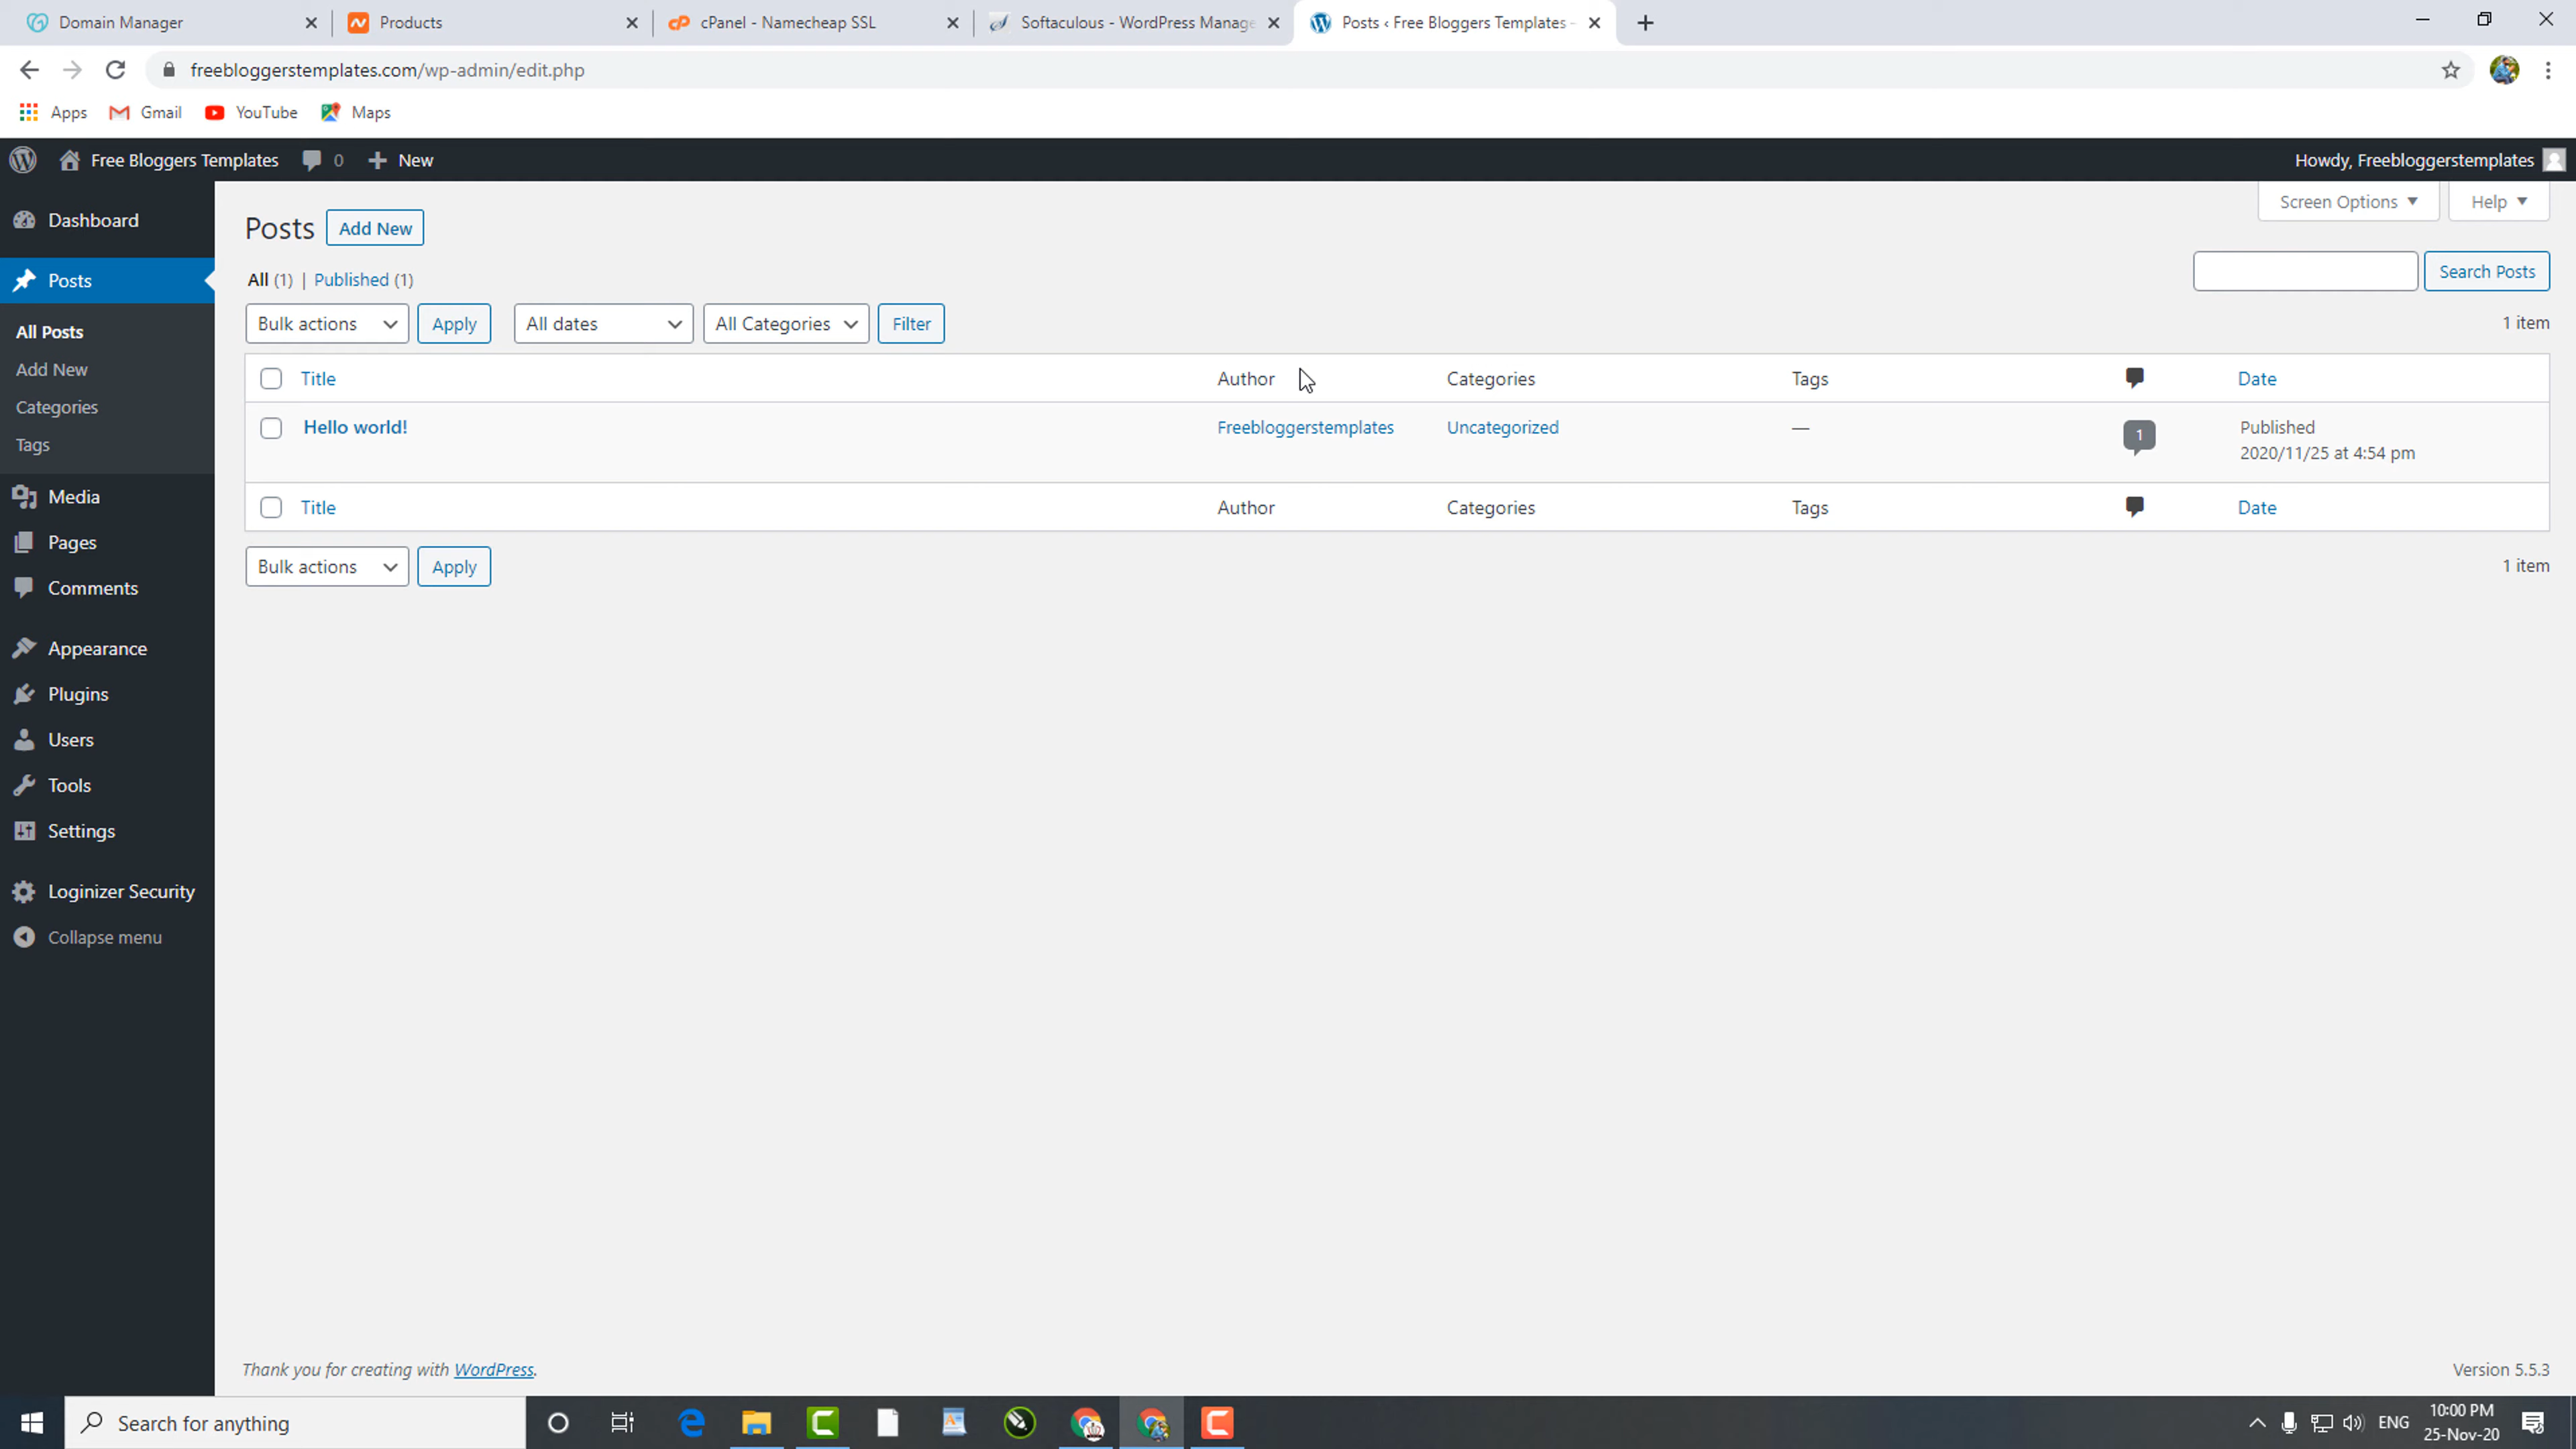 Domain Manager
Products
cPanel - Namecheap SSL
Softaculous - WordPress Manage
Posts ‹ Free Bloggers Templates -
freebloggerstemplates.com/wp-admin/edit.php
Apps
Gmail
YouTube
Maps
Free Bloggers Templates
0
New
Howdy, Freebloggerstemplates
Dashboard
Posts
All Posts
Add New
Categories
Tags
Media
Pages
Comments
Appearance
Plugins
Users
Tools
Settings
Loginizer Security
Collapse menu
Screen Options
Help
Posts
Add New
All (1) | Published (1)
Search Posts
Bulk actions
Apply
All dates
All Categories
Filter
1 item
Title
Author
Categories
Tags
Date
Hello world!
Freebloggerstemplates
Uncategorized
—
1
Published
2020/11/25 at 4:54 pm
Title
Author
Categories
Tags
Date
Bulk actions
Apply
1 item
Thank you for creating with WordPress.
Version 5.5.3
Search for anything
ENG
10:00 PM
25-Nov-20